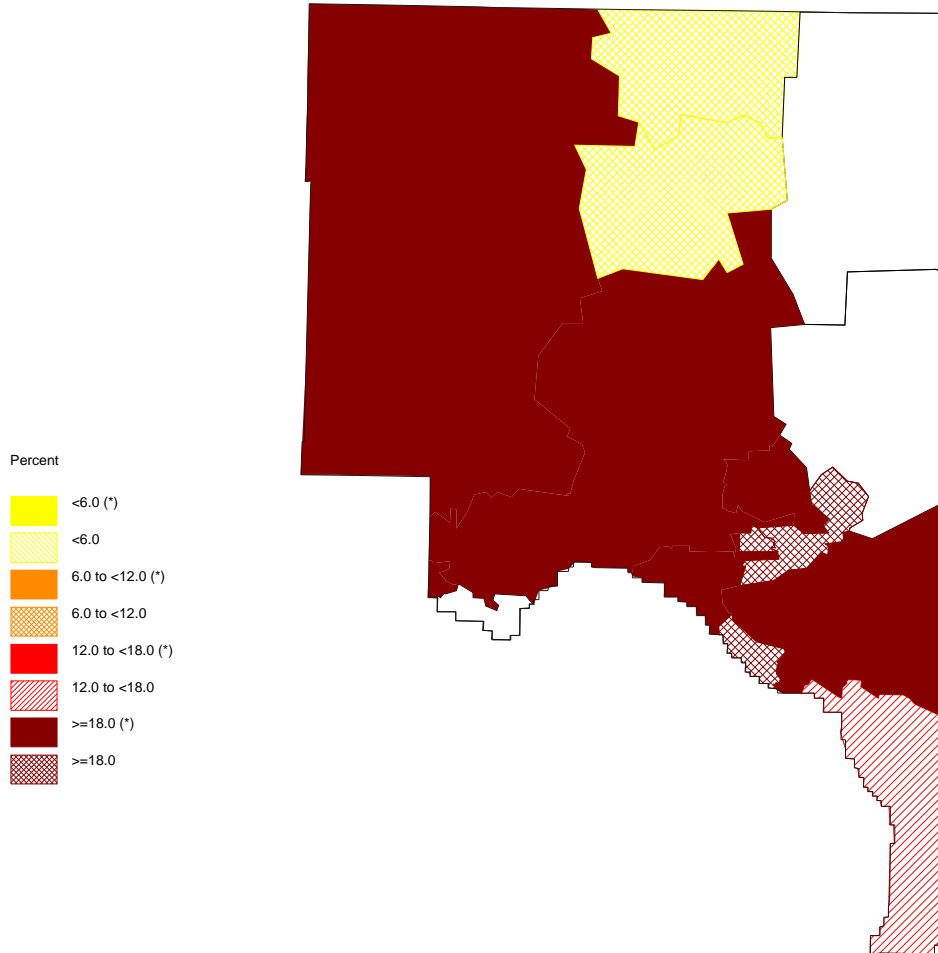 Percent
<6.0 (*)
<6.0
6.0 to <12.0 (*)
6.0 to <12.0
12.0 to <18.0 (*)
12.0 to <18.0
>=18.0 (*)
>=18.0